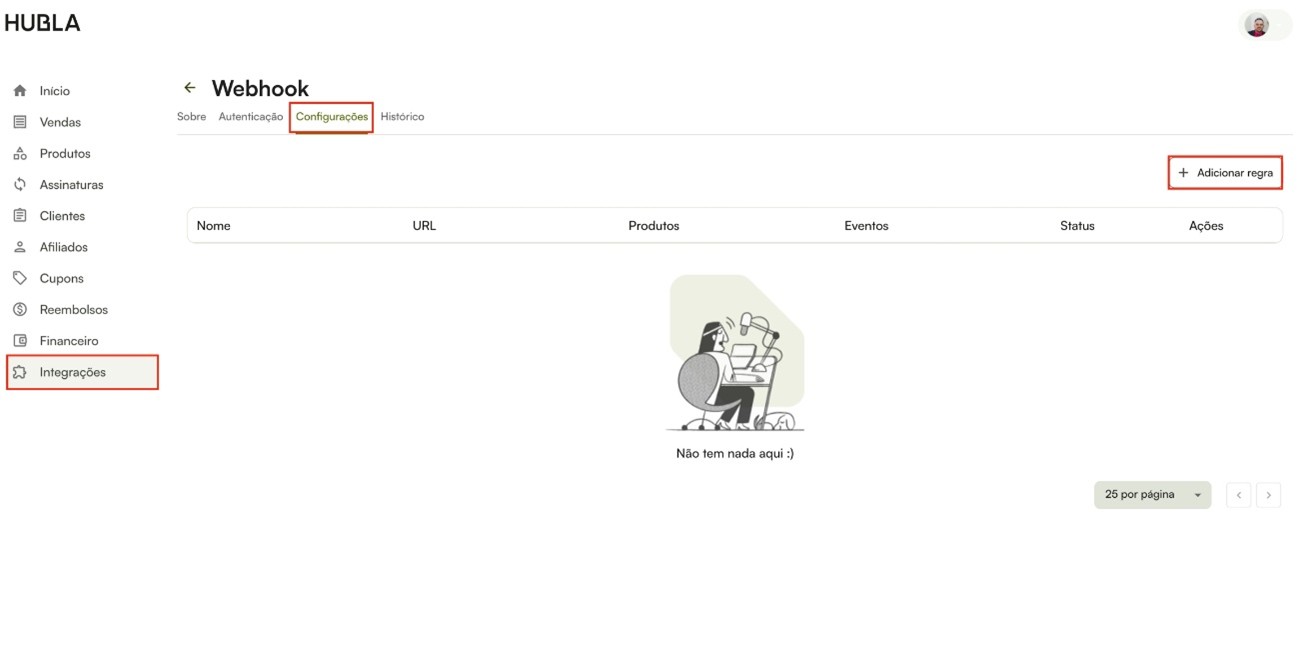 HUBLA
Início
Vendas
Produtos
Assinaturas
Clientes
Afiliados
Cupons
Reembolsos
Financeiro
Integrações
Webhook
Sobre Autenticação Configurações Histórico
+ Adicionar regra
Nome URL Produtos Eventos Status Ações
Não tem nada aqui :)
25 por página